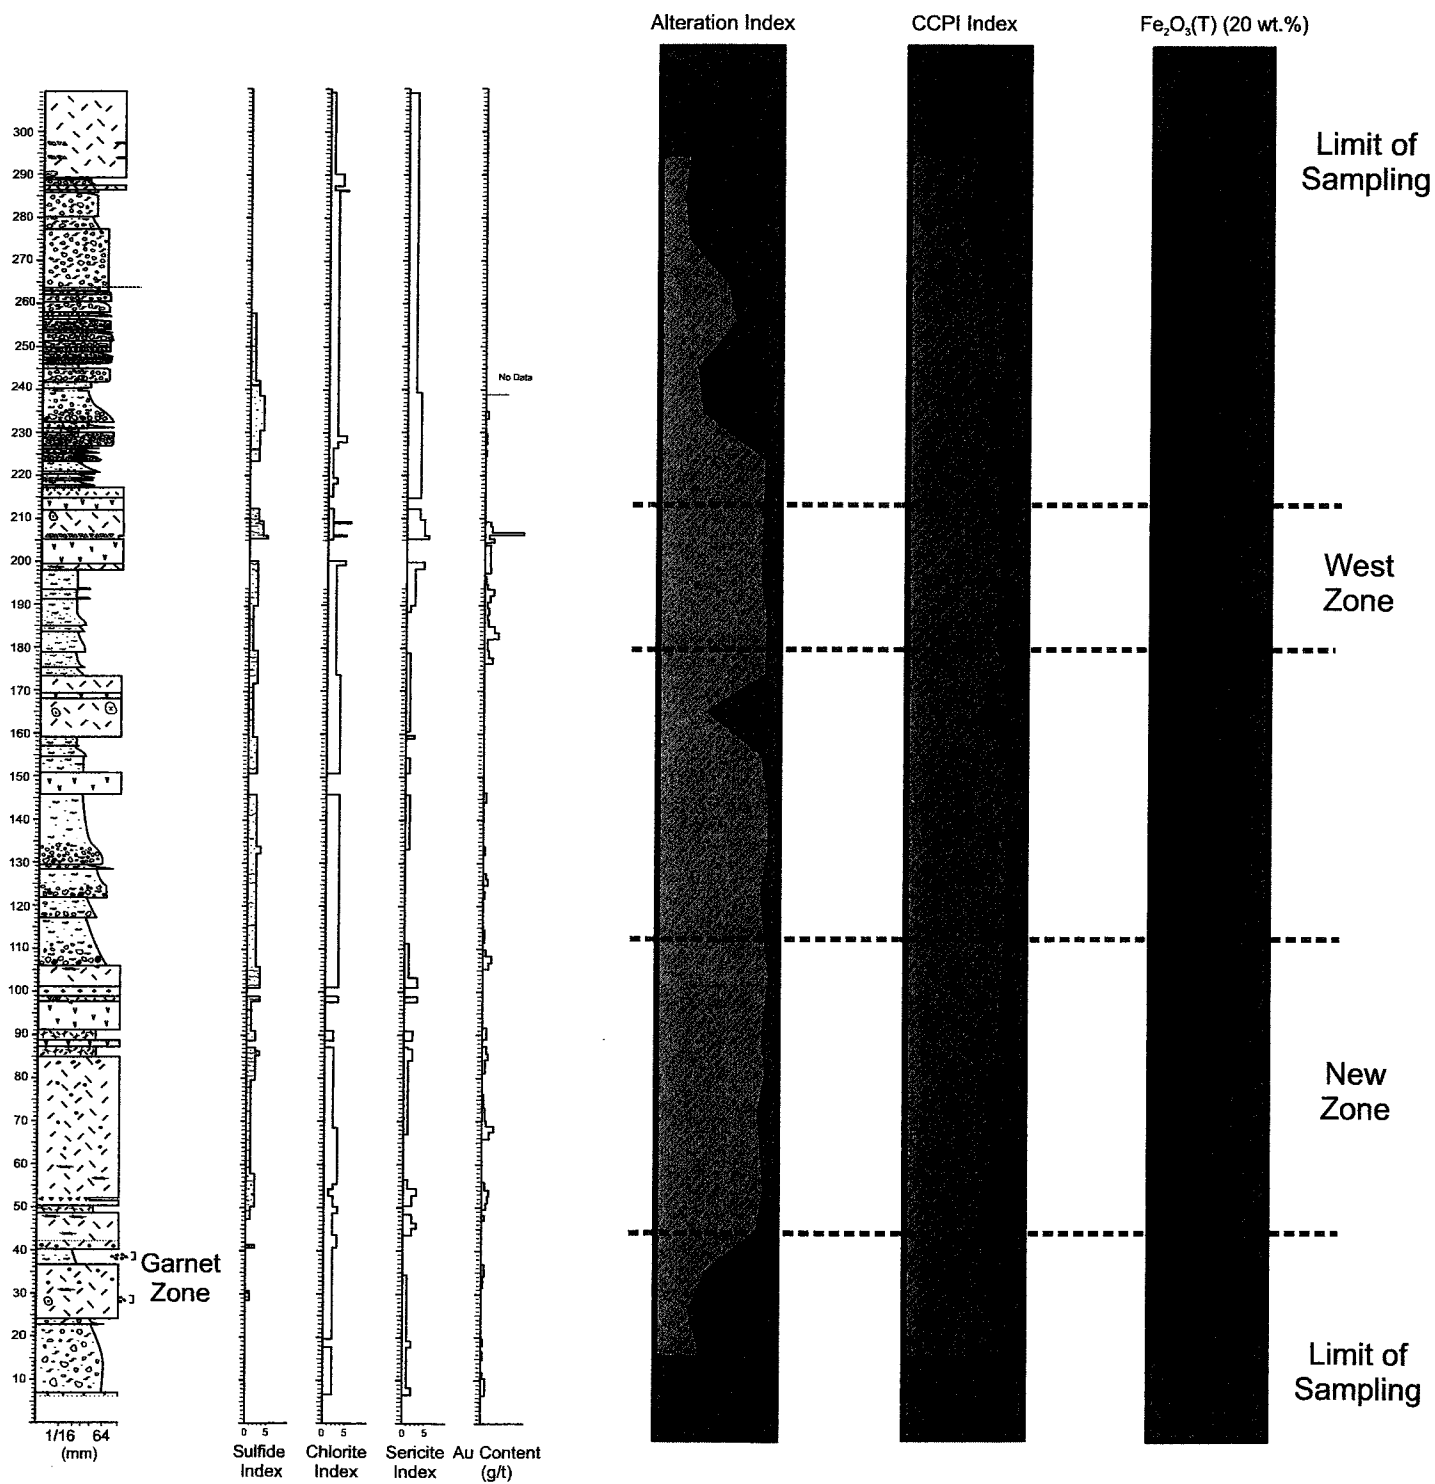 Alteration Index
CCPI Index
Fe₂O₃(T) (20 wt.%)
Limit of
Sampling
300
290
280
270
260
250
240
230
220
210
200
190
180
170
160
150
140
130
120
110
100
90
80
70
60
50
40
30
20
10
No Data
West
Zone
New
Zone
Garnet
Zone
Limit of
Sampling
1/16 64
(mm)
0 5
Sulfide
Index
0 5
Chlorite
Index
0 5
Sericite
Index
Au Content
(g/t)